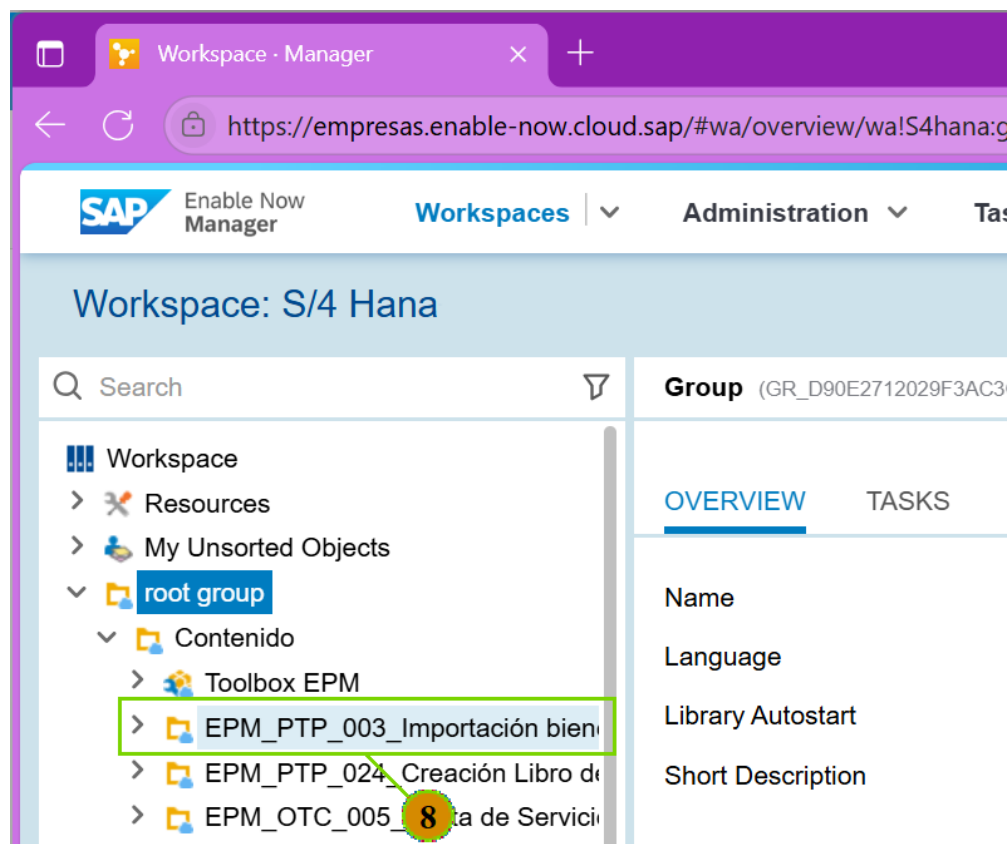 Workspace · Manager
https://empresas.enable-now.cloud.sap/#wa/overview/wa!S4hana:g
SAP Enable Now Manager Workspaces Administration
Workspace: S/4 Hana
Search
Group (GR_D90E2712029F3AC3
Workspace
Resources
OVERVIEW TASKS
My Unsorted Objects
root group
Name
Contenido
Language
Toolbox EPM
EPM_PTP_003_Importación
Library Autostart
EPM_PTP_024_Creación Libro
Short Description
EPM_OTC_005_ 8 de